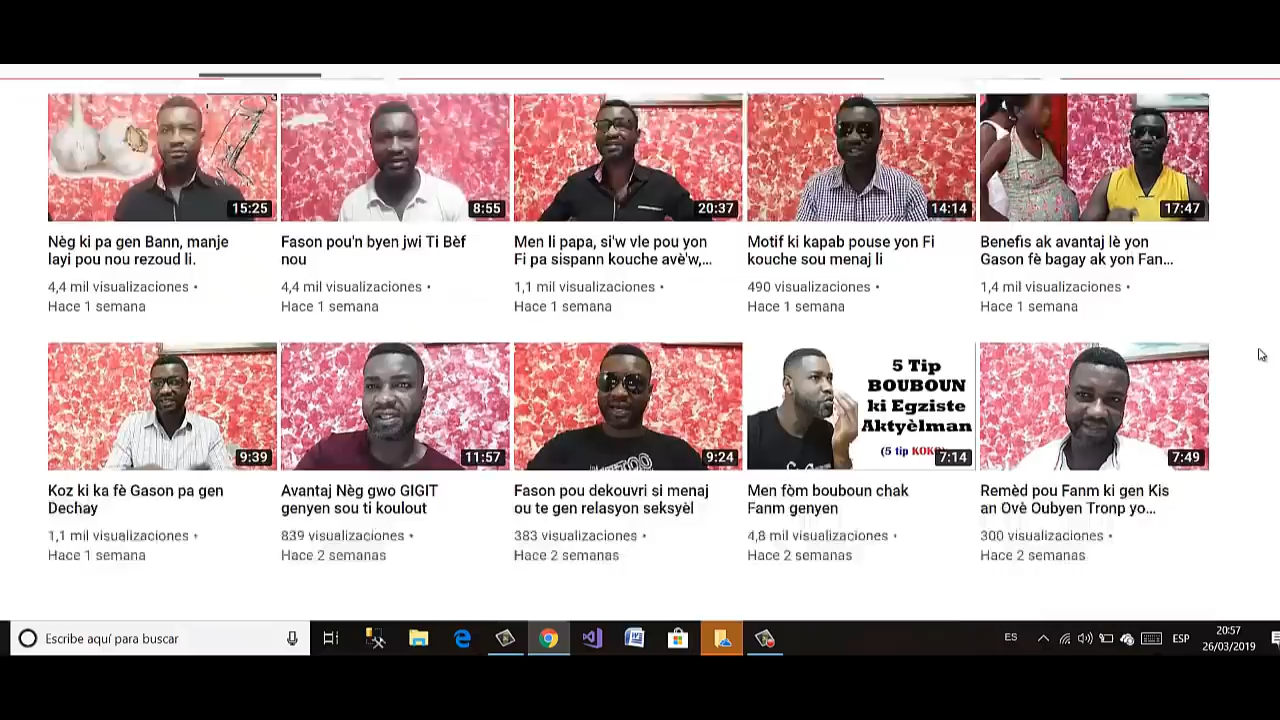 15:25
8:55
20:37
14:14
17:47
Nèg ki pa gen Bann, manje
layi pou nou rezoud li.
4,4 mil visualizaciones •
Hace 1 semana
Fason pou'n byen jwi Ti Bèf
nou
4,4 mil visualizaciones •
Hace 1 semana
Men li papa, si'w vle pou yon
Fi pa sispann kouche avè'w,...
1,1 mil visualizaciones •
Hace 1 semana
Motif ki kapab pouse yon Fi
kouche sou menaj li
490 visualizaciones •
Hace 1 semana
Benefis ak avantaj lè yon
Gason fè bagay ak yon Fan...
1,4 mil visualizaciones •
Hace 1 semana
9:39
11:57
9:24
5 Tip
BOUBOUN
ki Egziste
Aktyèlman
(5 tip
7:14
7:49
Koz ki ka fè Gason pa gen
Dechay
1,1 mil visualizaciones •
Hace 1 semana
Avantaj Nèg gwo GIGIT
genyen sou ti koulout
839 visualizaciones •
Hace 2 semanas
Fason pou dekouvri si menaj
ou te gen relasyon seksyèl
383 visualizaciones •
Hace 2 semanas
Men fòm bouboun chak
Fanm genyen
4,8 mil visualizaciones •
Hace 2 semanas
Remèd pou Fanm ki gen Kis
an Ovè Oubyen Tronp yo...
300 visualizaciones •
Hace 2 semanas
Escribe aquí para buscar
ES
ESP
20:57
26/03/2019